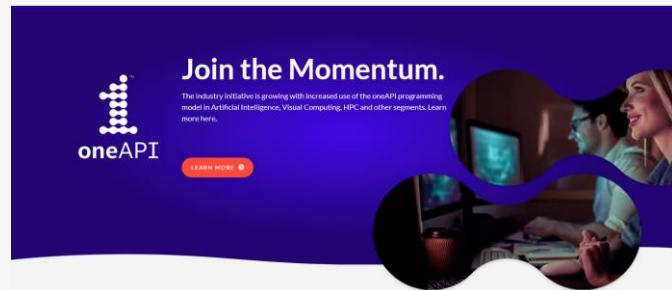 Join the Momentum.
The industry initiative is growing with increased use of the oneAPI programming
model in Artificial Intelligence, Visual Computing, HPC and other segments. Learn
more here.
oneAPI
LEARN MORE